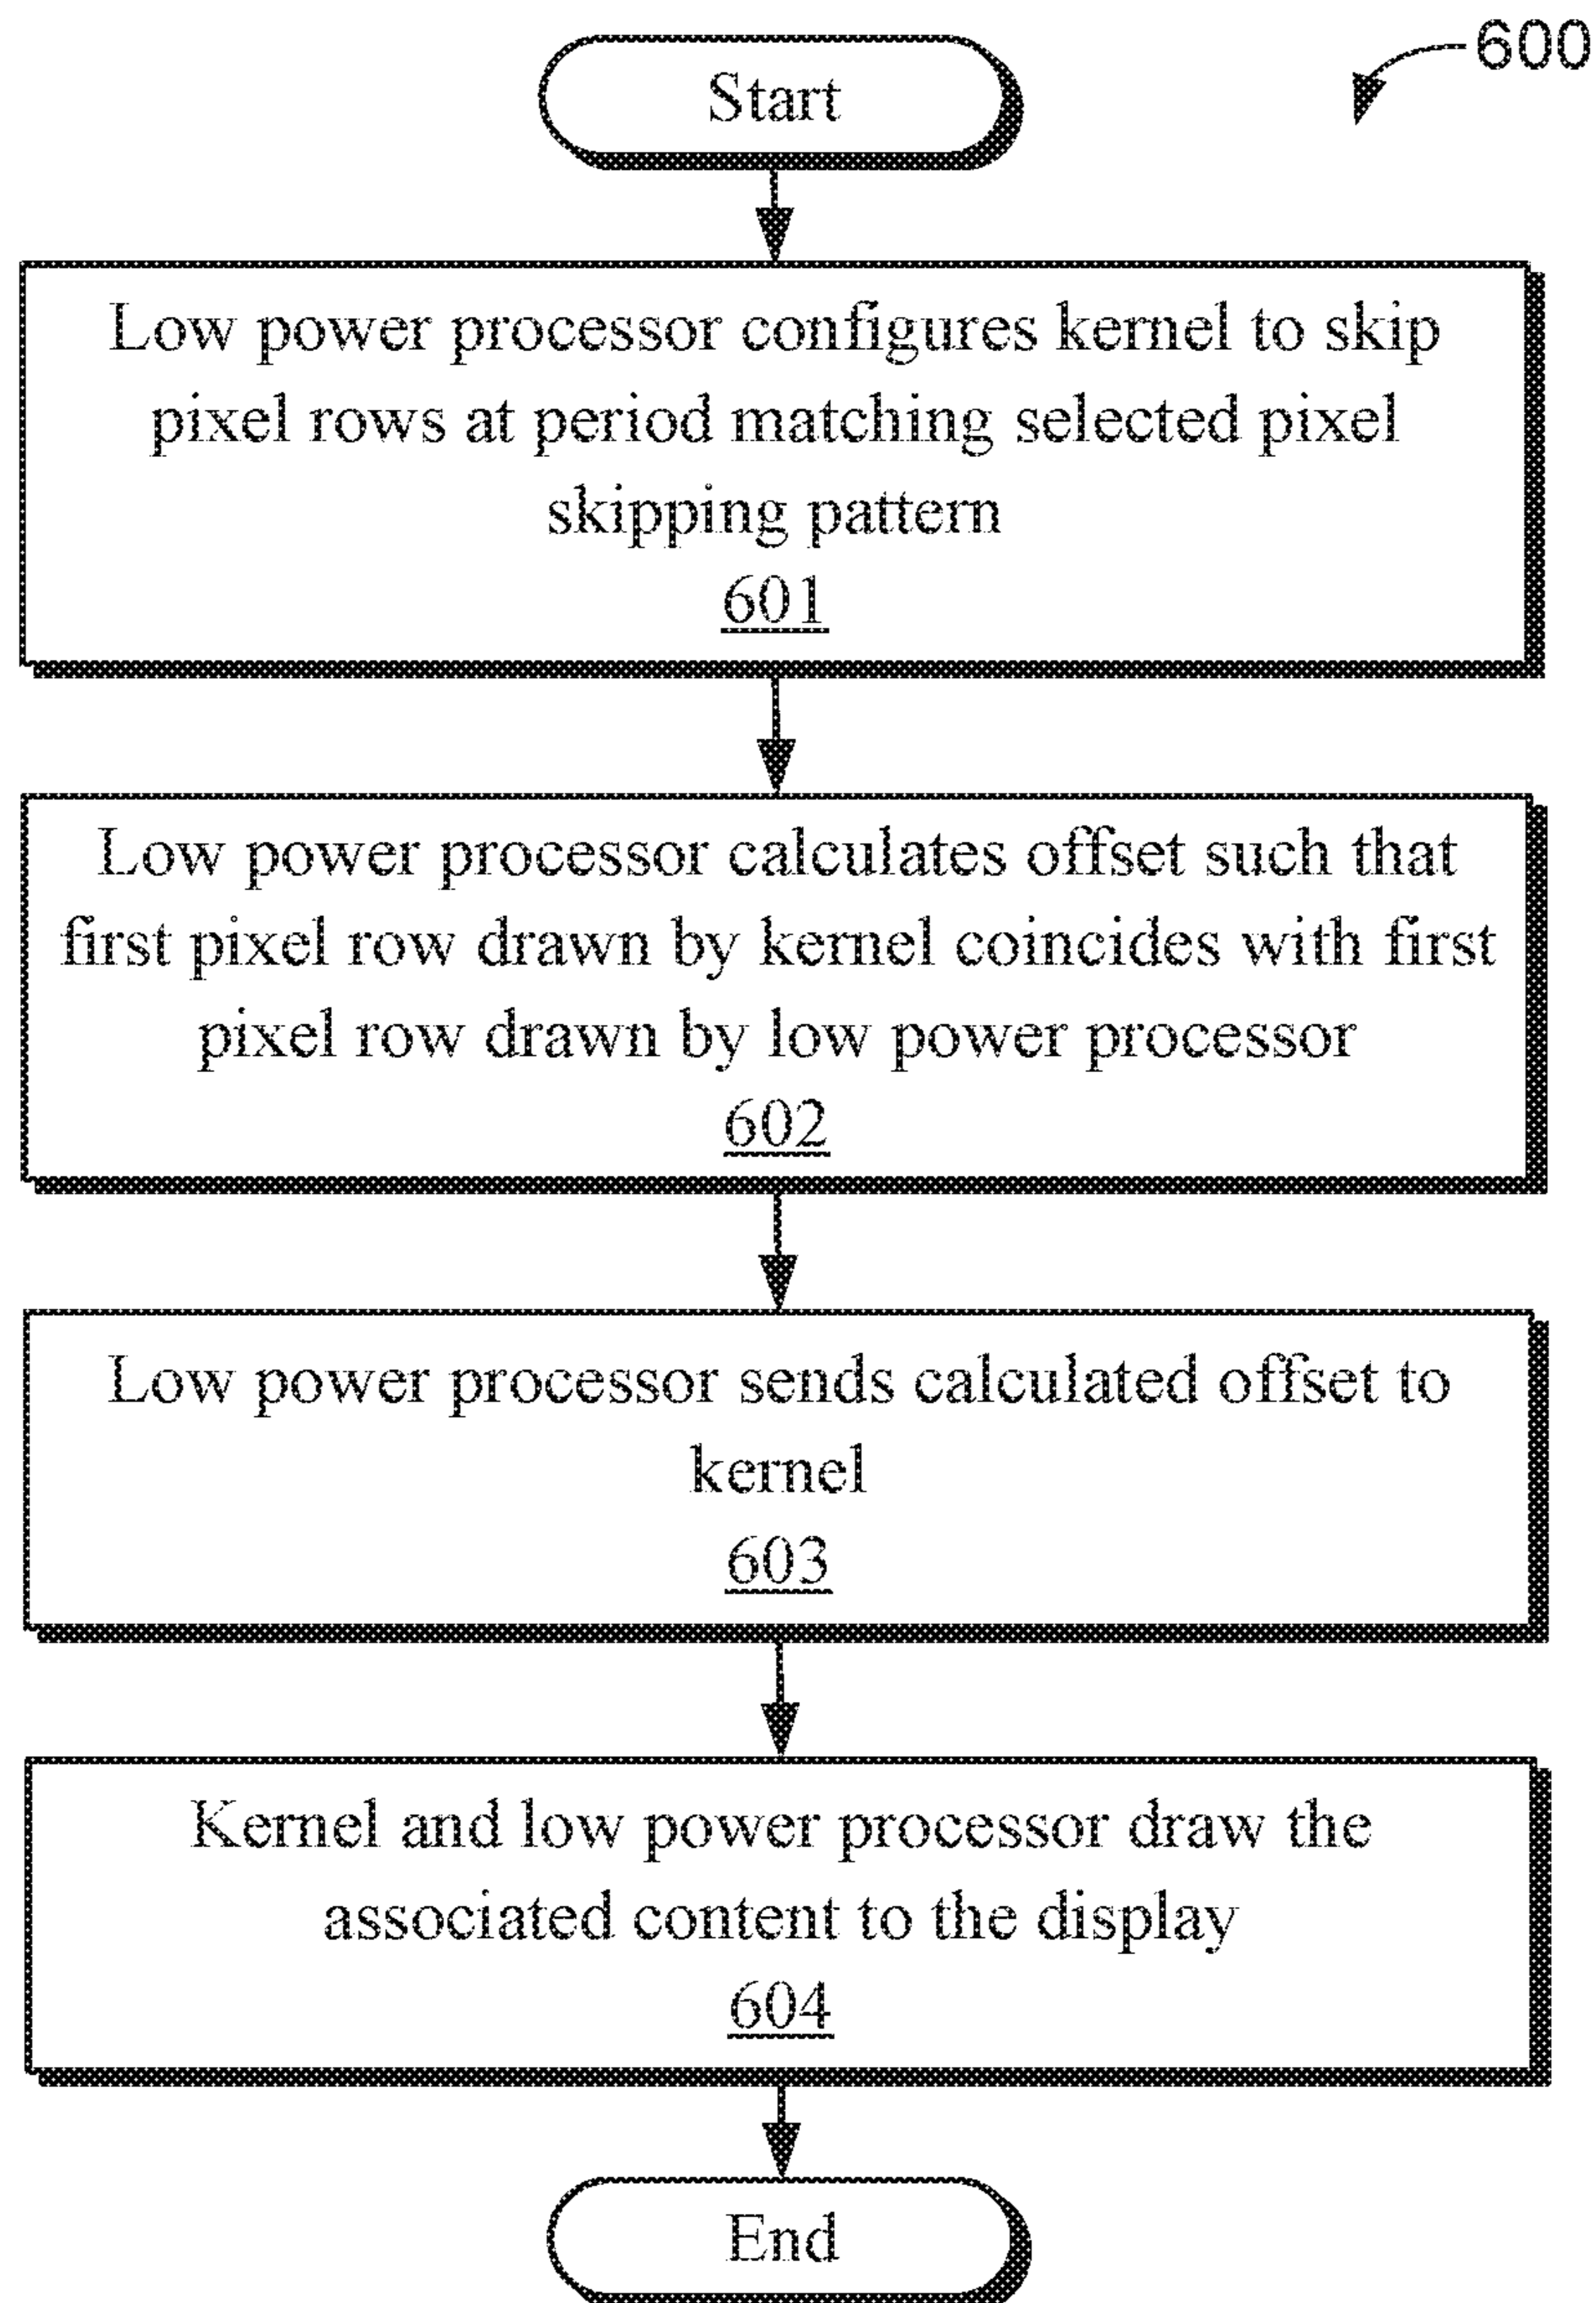 600
Start
Low power processor configures kernel to skip
pixel rows at period matching selected pixel
skipping pattern
601
Low power processor calculates offset such that
first pixel row drawn by kernel coincides with first
pixel row drawn by low power processor
602
Low power processor sends calculated offset to
kernel
603
Kernel and low power processor draw the
associated content to the display
604
End